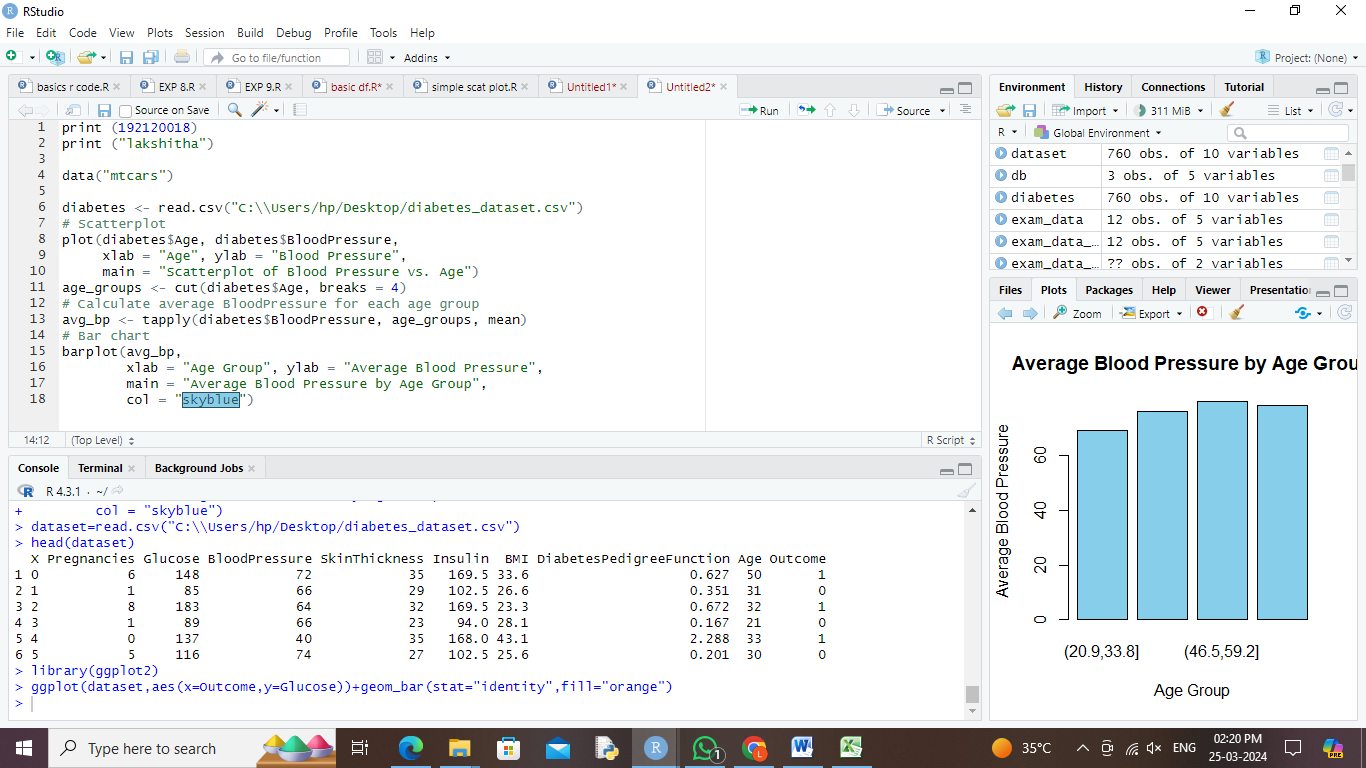 RStudio
File Edit Code View Plots Session Build Debug Profile Tools Help
Go to file/function Addins Project: (None)
basics r code.R EXP 8.R EXP 9.R basic df.R* simple scat plot.R Untitled1* Untitled2*
Source on Save Run Source
1 print (192120018)
2 print ("lakshitha")
3
4 data("mtcars")
5
6 diabetes <- read.csv("C:\\Users/hp/Desktop/diabetes_dataset.csv")
7 # Scatterplot
8 plot(diabetes$Age, diabetes$BloodPressure,
9 xlab = "Age", ylab = "Blood Pressure",
10 main = "Scatterplot of Blood Pressure vs. Age")
11 age_groups <- cut(diabetes$Age, breaks = 4)
12 # Calculate average BloodPressure for each age group
13 avg_bp <- tapply(diabetes$BloodPressure, age_groups, mean)
14 # Bar chart
15 barplot(avg_bp,
16 xlab = "Age Group", ylab = "Average Blood Pressure",
17 main = "Average Blood Pressure by Age Group",
18 col = "skyblue")
14:12 (Top Level) R Script
Console Terminal Background Jobs
R 4.3.1 · ~/
+ col = "skyblue")
> dataset=read.csv("C:\\Users/hp/Desktop/diabetes_dataset.csv")
> head(dataset)
X Pregnancies Glucose BloodPressure SkinThickness Insulin BMI DiabetesPedigreeFunction Age Outcome
1 0 6 148 72 35 169.5 33.6 0.627 50 1
2 1 1 85 66 29 102.5 26.6 0.351 31 0
3 2 8 183 64 32 169.5 23.3 0.672 32 1
4 3 1 89 66 23 94.0 28.1 0.167 21 0
5 4 0 137 40 35 168.0 43.1 2.288 33 1
6 5 5 116 74 27 102.5 25.6 0.201 30 0
> library(ggplot2)
> ggplot(dataset,aes(x=Outcome,y=Glucose))+geom_bar(stat="identity",fill="orange")
>
Environment History Connections Tutorial
Import 311 MiB List
R Global Environment
dataset 760 obs. of 10 variables
db 3 obs. of 5 variables
diabetes 760 obs. of 10 variables
exam_data 12 obs. of 5 variables
exam_data_… 12 obs. of 5 variables
exam_data_… ?? obs. of 2 variables
Files Plots Packages Help Viewer Presentatio
Zoom Export
Average Blood Pressure by Age Grou
Average Blood Pressure
60
40
20
0
(20.9,33.8] (46.5,59.2]
Age Group
Type here to search
1
35°C ENG 02:20 PM
25-03-2024
PRE